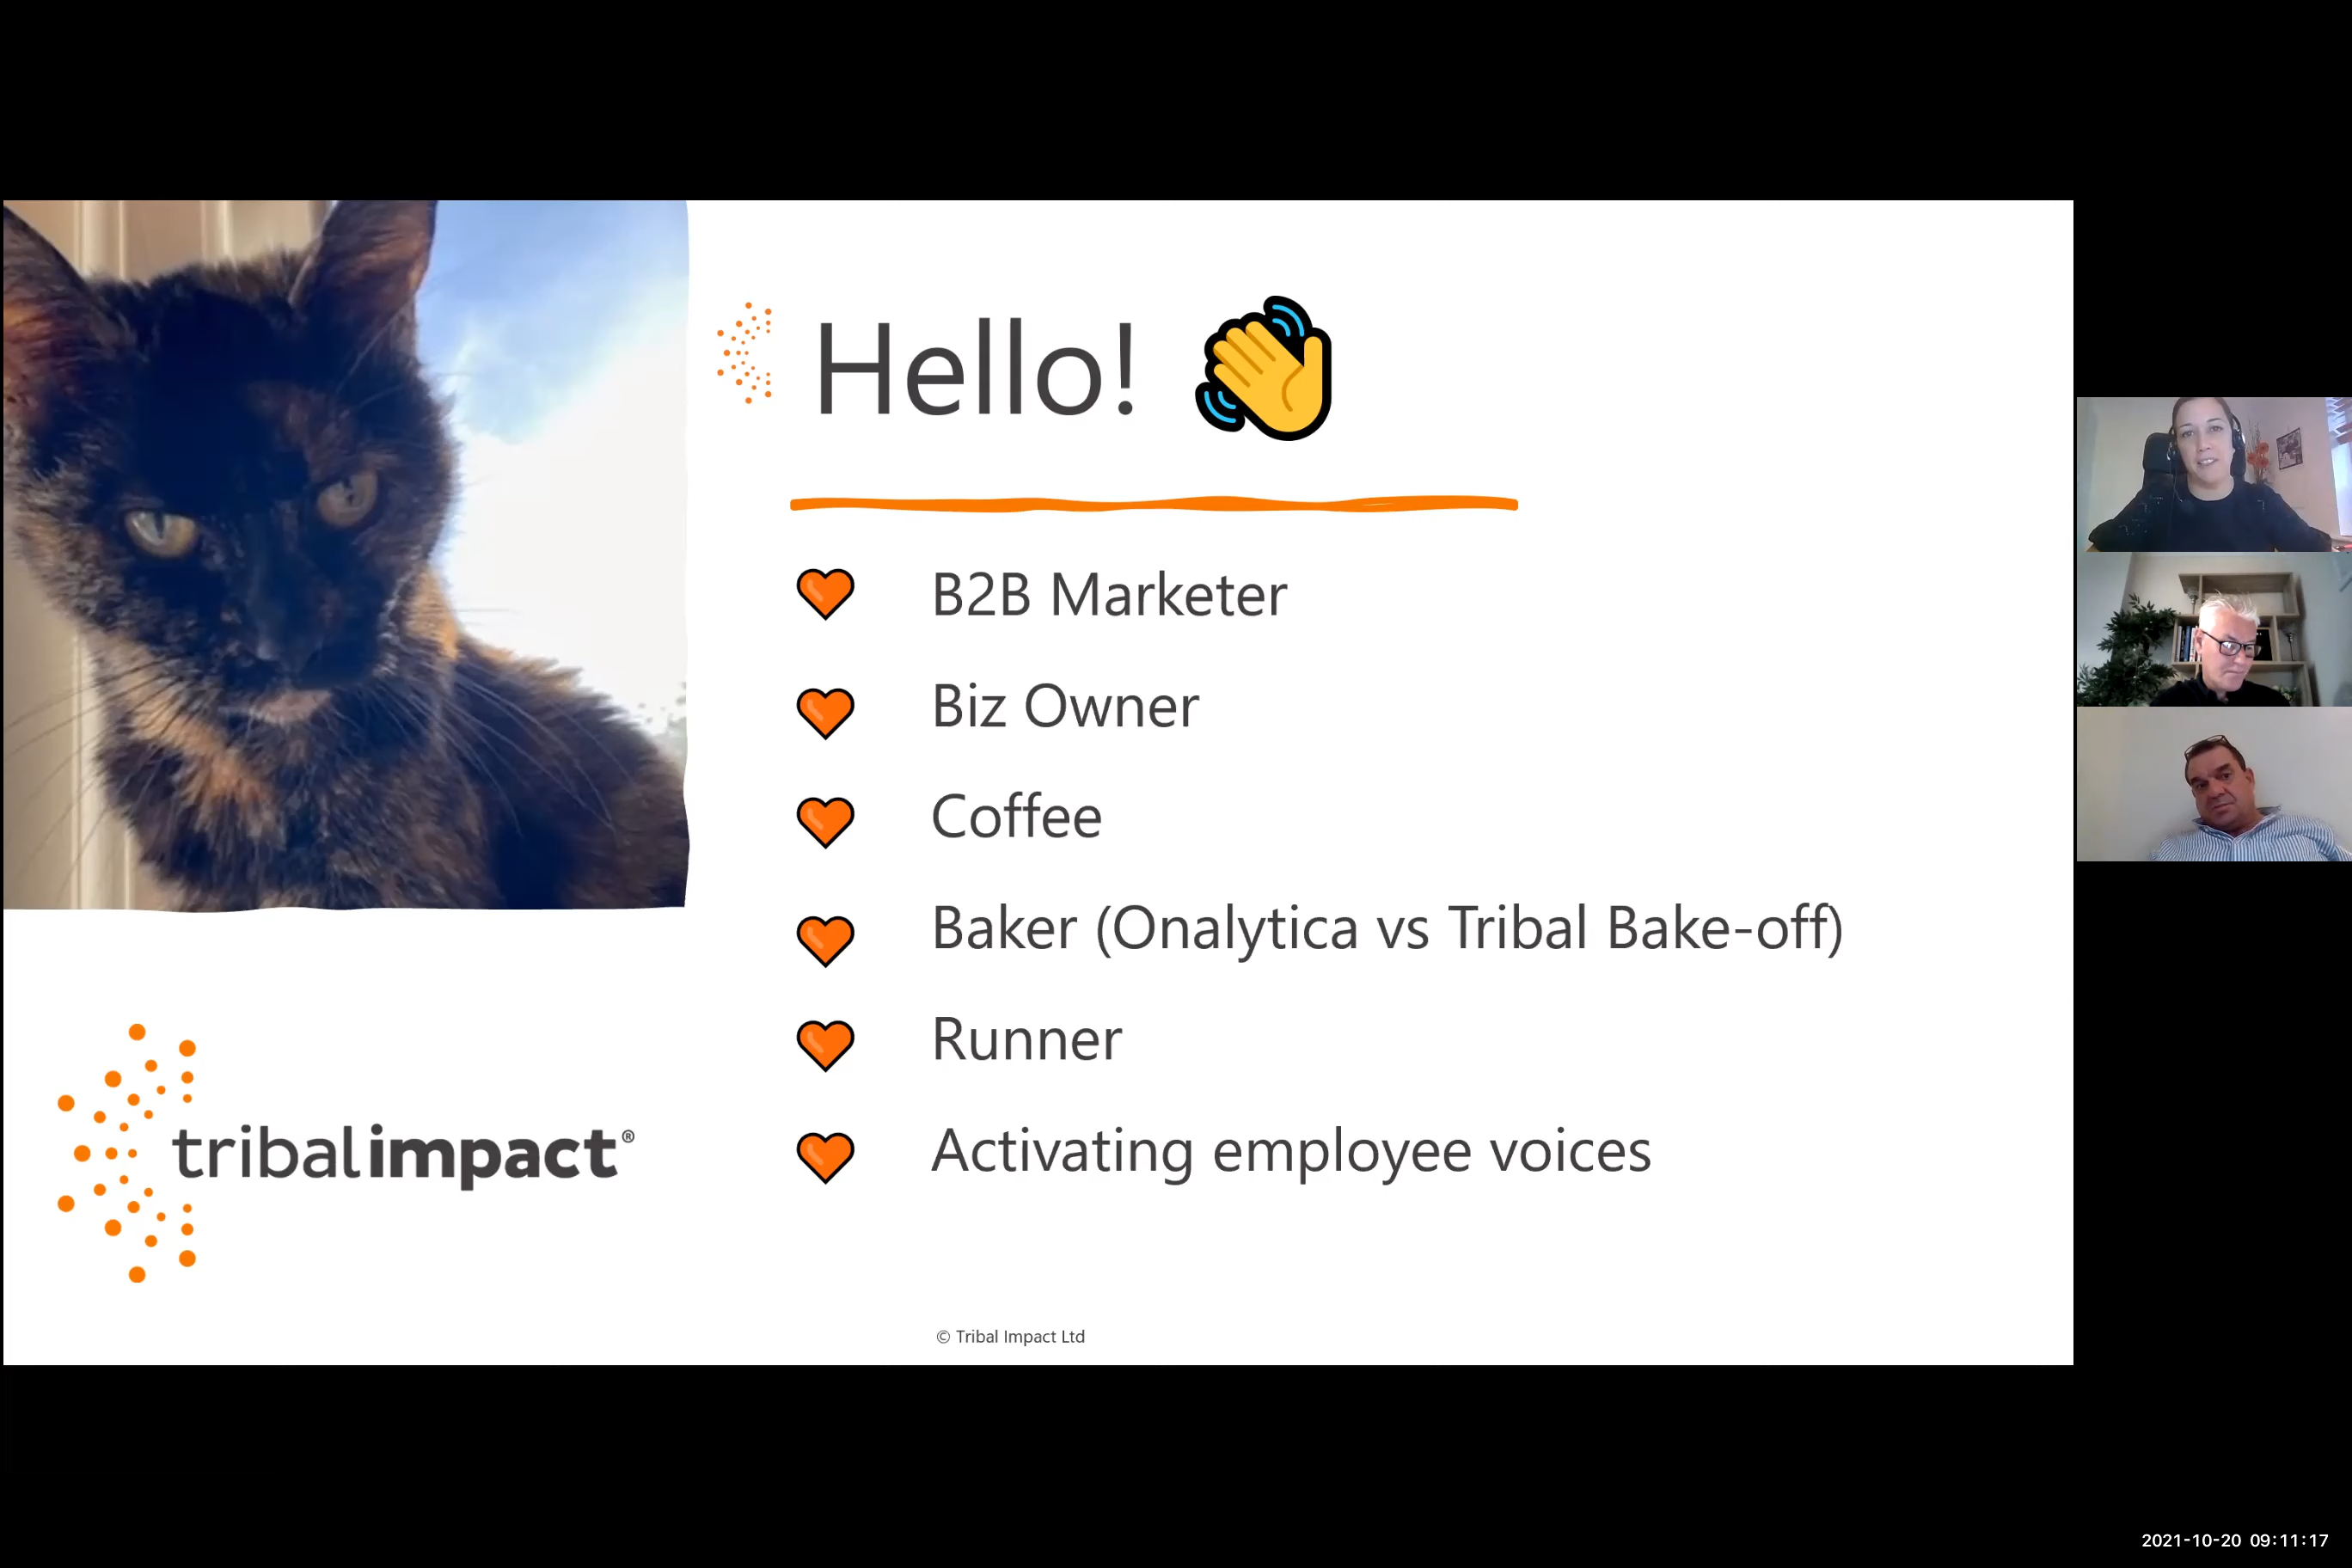 Hello!
B2B Marketer
Biz Owner
Coffee
Baker (Onalytica vs Tribal Bake-off)
Runner
Activating employee voices
tribalimpact®
© Tribal Impact Ltd
2021-10-20 09:11:17